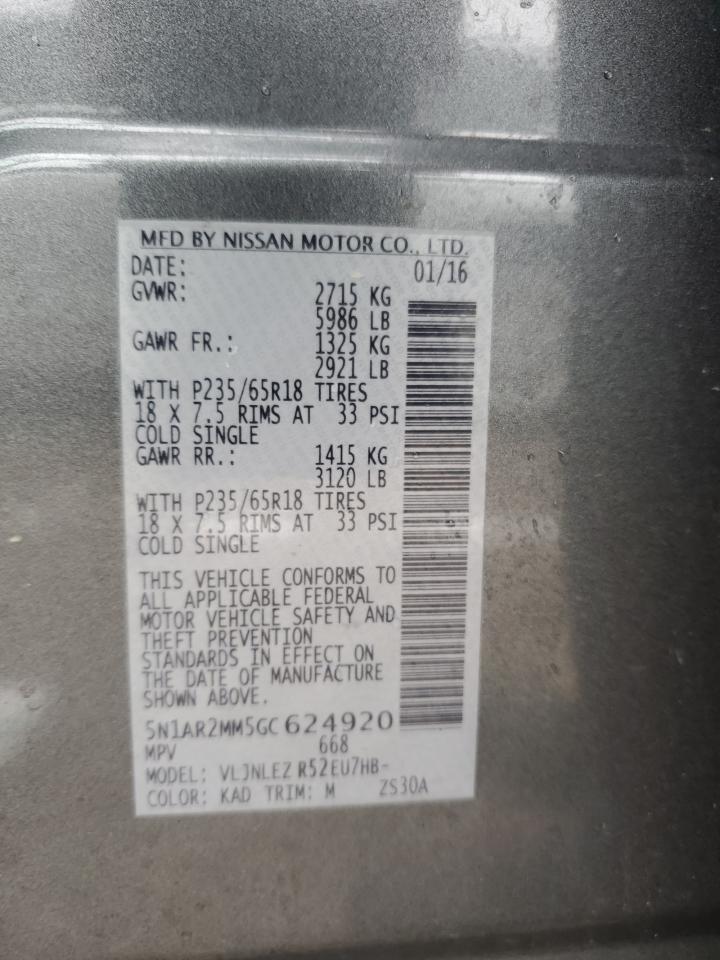 MFD BY NISSAN MOTOR CO., LTD.
DATE: 01/16
GVWR: 2715 KG
5986 LB
GAWR FR.: 1325 KG
2921 LB
WITH P235/65R18 TIRES
18 X 7.5 RIMS AT 33 PSI
COLD SINGLE
GAWR RR.: 1415 KG
3120 LB
WITH P235/65R18 TIRES
18 X 7.5 RIMS AT 33 PSI
COLD SINGLE
THIS VEHICLE CONFORMS TO
ALL APPLICABLE FEDERAL
MOTOR VEHICLE SAFETY AND
THEFT PREVENTION
STANDARDS IN EFFECT ON
THE DATE OF MANUFACTURE
SHOWN ABOVE.
5N1AR2MM5GC624920
MPV 668
MODEL: VLJNLEZ R52EU7HB-
COLOR: KAD TRIM: M ZS30A